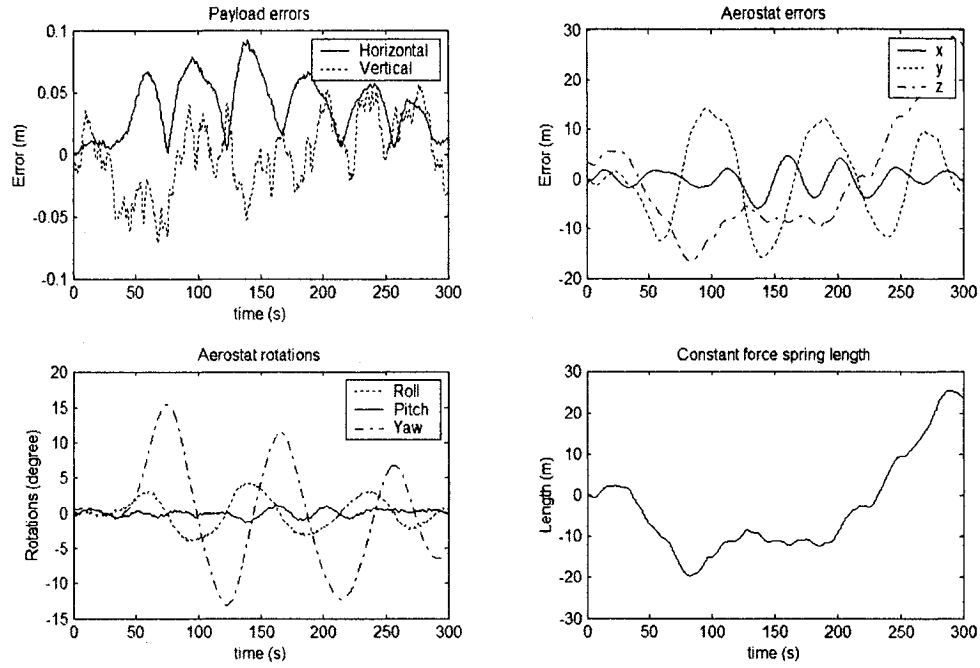 Payload errors
0.1
0.05
0
-0.05
-0.1
Error (m)
Horizontal
Vertical
0
50
100
150
200
250
300
time (s)
Aerostat errors
30
20
10
0
-10
-20
Error (m)
x
y
z
0
50
100
150
200
250
300
time (s)
Aerostat rotations
20
15
10
5
0
-5
-10
-15
Rotations (degree)
Roll
Pitch
Yaw
0
50
100
150
200
250
300
time (s)
Constant force spring length
30
20
10
0
-10
-20
-30
Length (m)
0
50
100
150
200
250
300
time (s)